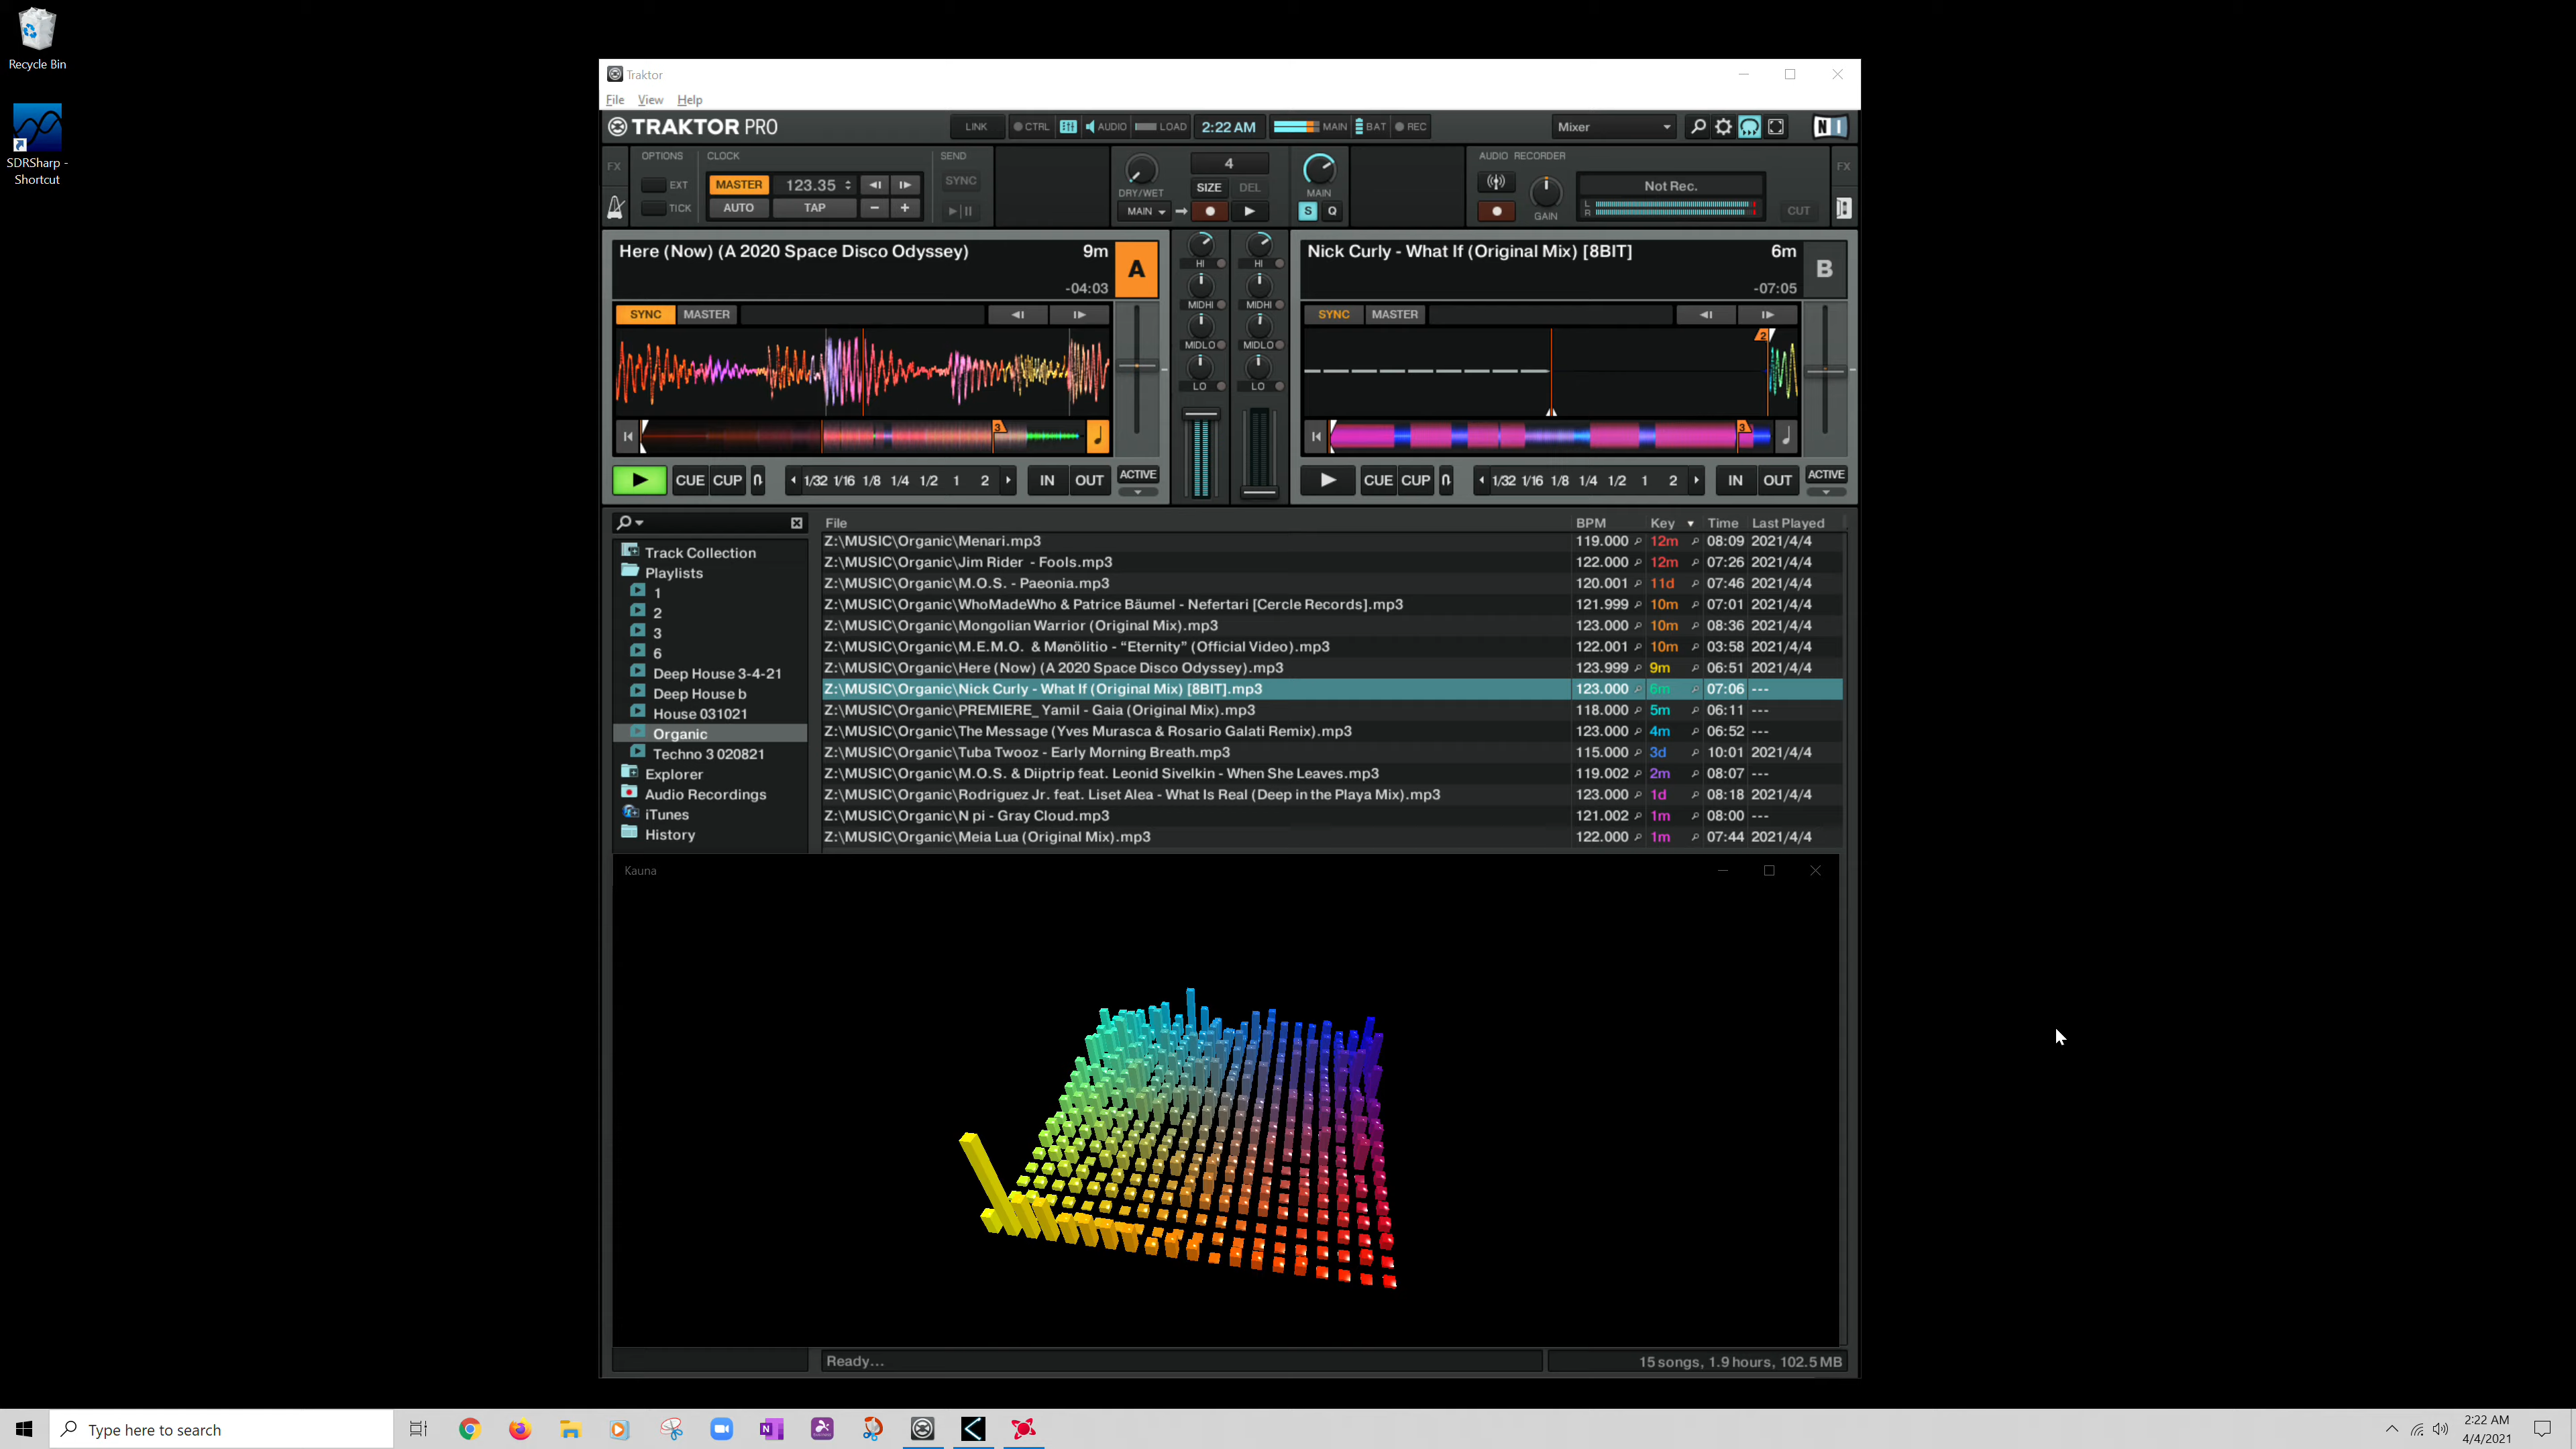 Recycle Bin
SDRSharp -
Shortcut
Traktor
File View Help
TRAKTOR PRO
LINK CTRL AUDIO LOAD 2:22 AM MAIN BAT REC Mixer N I
FX OPTIONS CLOCK SEND 4 AUDIO RECORDER FX
EXT MASTER 123.35 SYNC DRY/WET SIZE DEL MAIN Not Rec.
TICK AUTO TAP - + MAIN S Q GAIN L R CUT
Here (Now) (A 2020 Space Disco Odyssey) 9m A
-04:03
SYNC MASTER
3
CUE CUP 1/32 1/16 1/8 1/4 1/2 1 2 IN OUT ACTIVE
HI HI
MIDHI MIDHI
MIDLO MIDLO
LO LO
Nick Curly - What If (Original Mix) [8BIT] 6m B
-07:05
SYNC MASTER
2
3
CUE CUP 1/32 1/16 1/8 1/4 1/2 1 2 IN OUT ACTIVE
Track Collection
Playlists
1
2
3
6
Deep House 3-4-21
Deep House b
House 031021
Organic
Techno 3 020821
Explorer
Audio Recordings
iTunes
History
File BPM Key Time Last Played
Z:\MUSIC\Organic\Menari.mp3 119.000 12m 08:09 2021/4/4
Z:\MUSIC\Organic\Jim Rider  - Fools.mp3 122.000 12m 07:26 2021/4/4
Z:\MUSIC\Organic\M.O.S. - Paeonia.mp3 120.001 11d 07:46 2021/4/4
Z:\MUSIC\Organic\WhoMadeWho & Patrice Bäumel - Nefertari [Cercle Records].mp3 121.999 10m 07:01 2021/4/4
Z:\MUSIC\Organic\Mongolian Warrior (Original Mix).mp3 123.000 10m 08:36 2021/4/4
Z:\MUSIC\Organic\M.E.M.O.  & Mønölitio - “Eternity” (Official Video).mp3 122.001 10m 03:58 2021/4/4
Z:\MUSIC\Organic\Here (Now) (A 2020 Space Disco Odyssey).mp3 123.999 9m 06:51 2021/4/4
Z:\MUSIC\Organic\Nick Curly - What If (Original Mix) [8BIT].mp3 123.000 6m 07:06 ---
Z:\MUSIC\Organic\PREMIERE_ Yamil - Gaia (Original Mix).mp3 118.000 5m 06:11 ---
Z:\MUSIC\Organic\The Message (Yves Murasca & Rosario Galati Remix).mp3 123.000 4m 06:52 ---
Z:\MUSIC\Organic\Tuba Twooz - Early Morning Breath.mp3 115.000 3d 10:01 2021/4/4
Z:\MUSIC\Organic\M.O.S. & Diiptrip feat. Leonid Sivelkin - When She Leaves.mp3 119.002 2m 08:07 ---
Z:\MUSIC\Organic\Rodriguez Jr. feat. Liset Alea - What Is Real (Deep in the Playa Mix).mp3 123.000 1d 08:18 2021/4/4
Z:\MUSIC\Organic\N pi - Gray Cloud.mp3 121.002 1m 08:00 ---
Z:\MUSIC\Organic\Meia Lua (Original Mix).mp3 122.000 1m 07:44 2021/4/4
Kauna
Ready... 15 songs, 1.9 hours, 102.5 MB
Type here to search
2:22 AM
4/4/2021